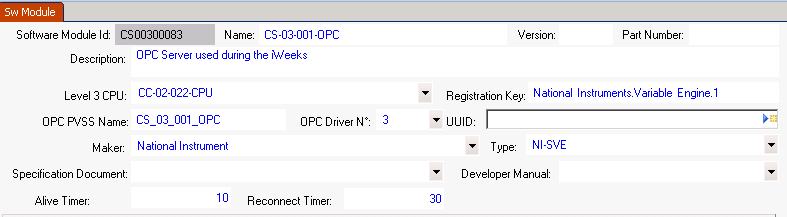 Sw Module
Software Module Id: CS00300083 Name: CS-03-001-OPC Version: Part Number:
Description: OPC Server used during the iWeeks
Level 3 CPU: CC-02-022-CPU Registration Key: National Instruments.Variable Engine.1
OPC PVSS Name: CS_03_001_OPC OPC Driver N°: 3 UUID:
Maker: National Instrument Type: NI-SVE
Specification Document: Developer Manual:
Alive Timer: 10 Reconnect Timer: 30